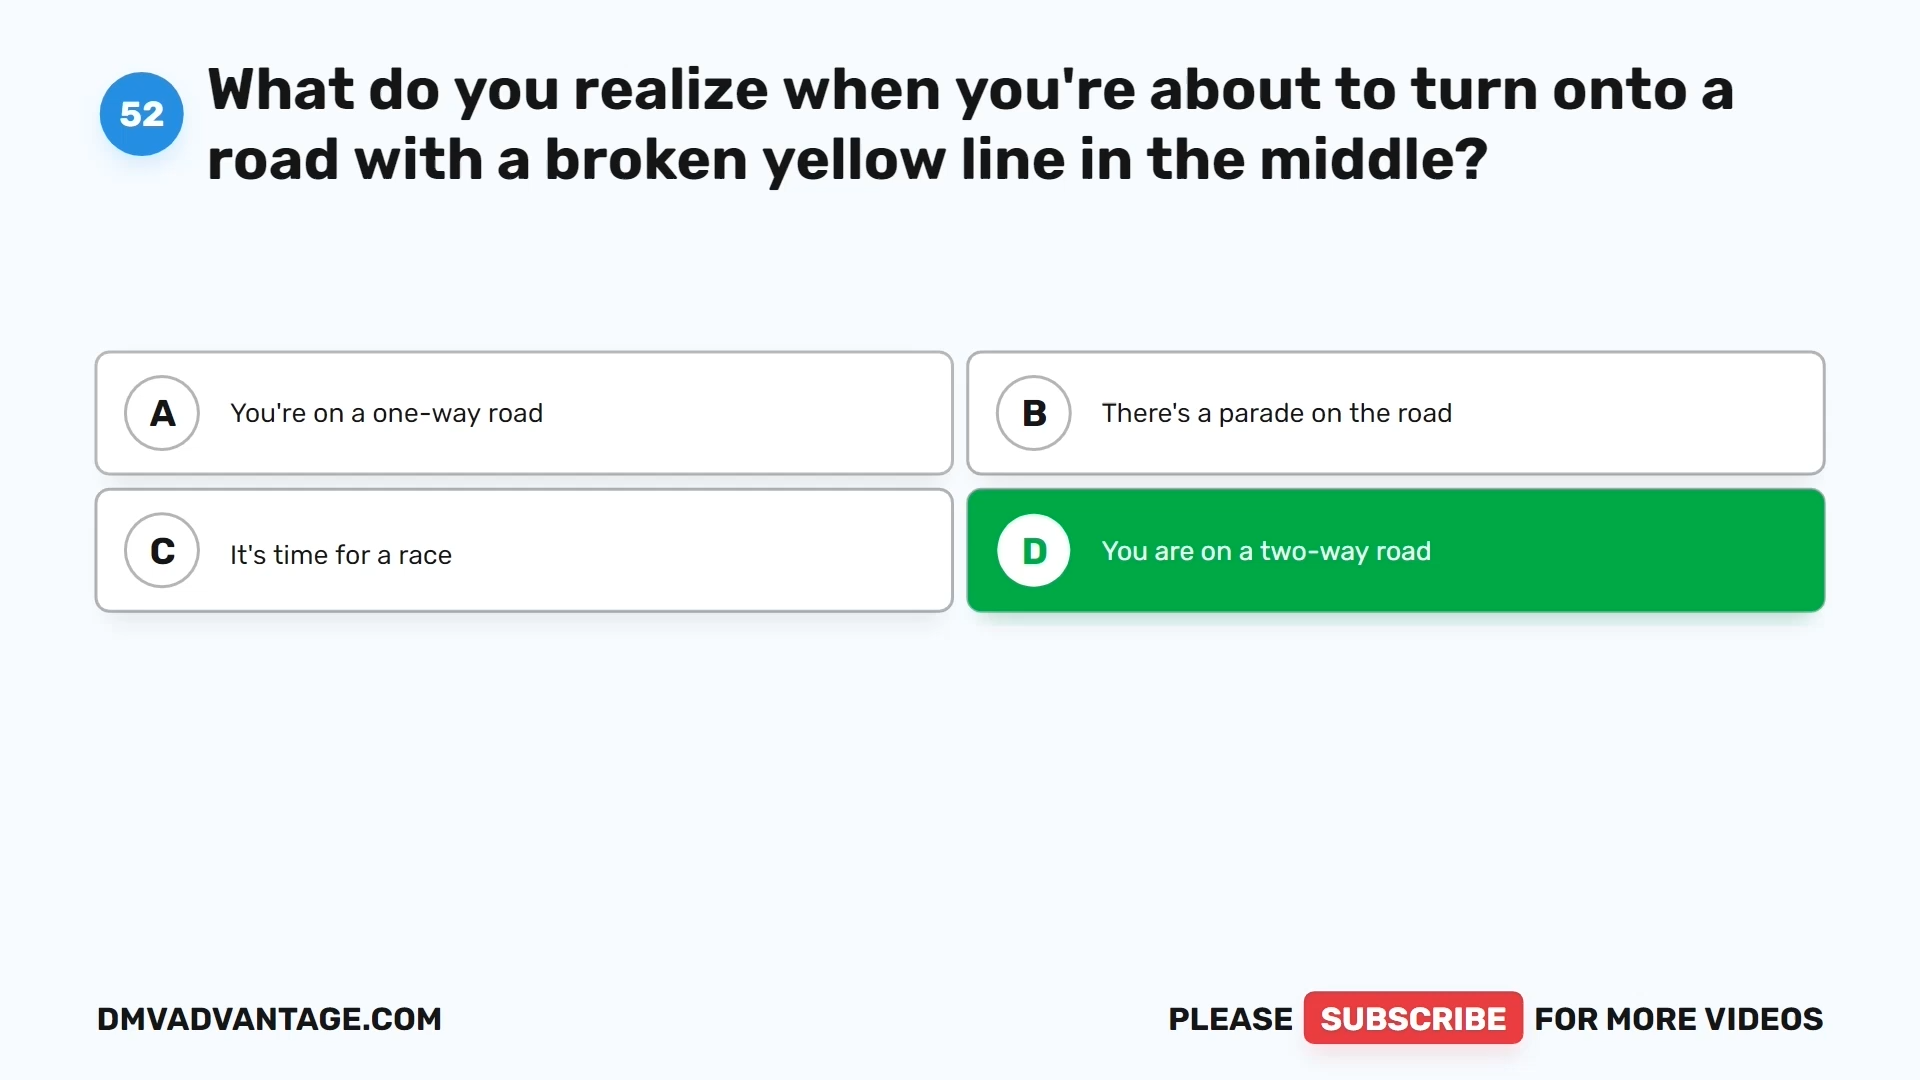 52
What do you realize when you're about to turn onto a
road with a broken yellow line in the middle?
A You're on a one-way road
B There's a parade on the road
C It's time for a race
D You are on a two-way road
DMVADVANTAGE.COM
PLEASE SUBSCRIBE FOR MORE VIDEOS